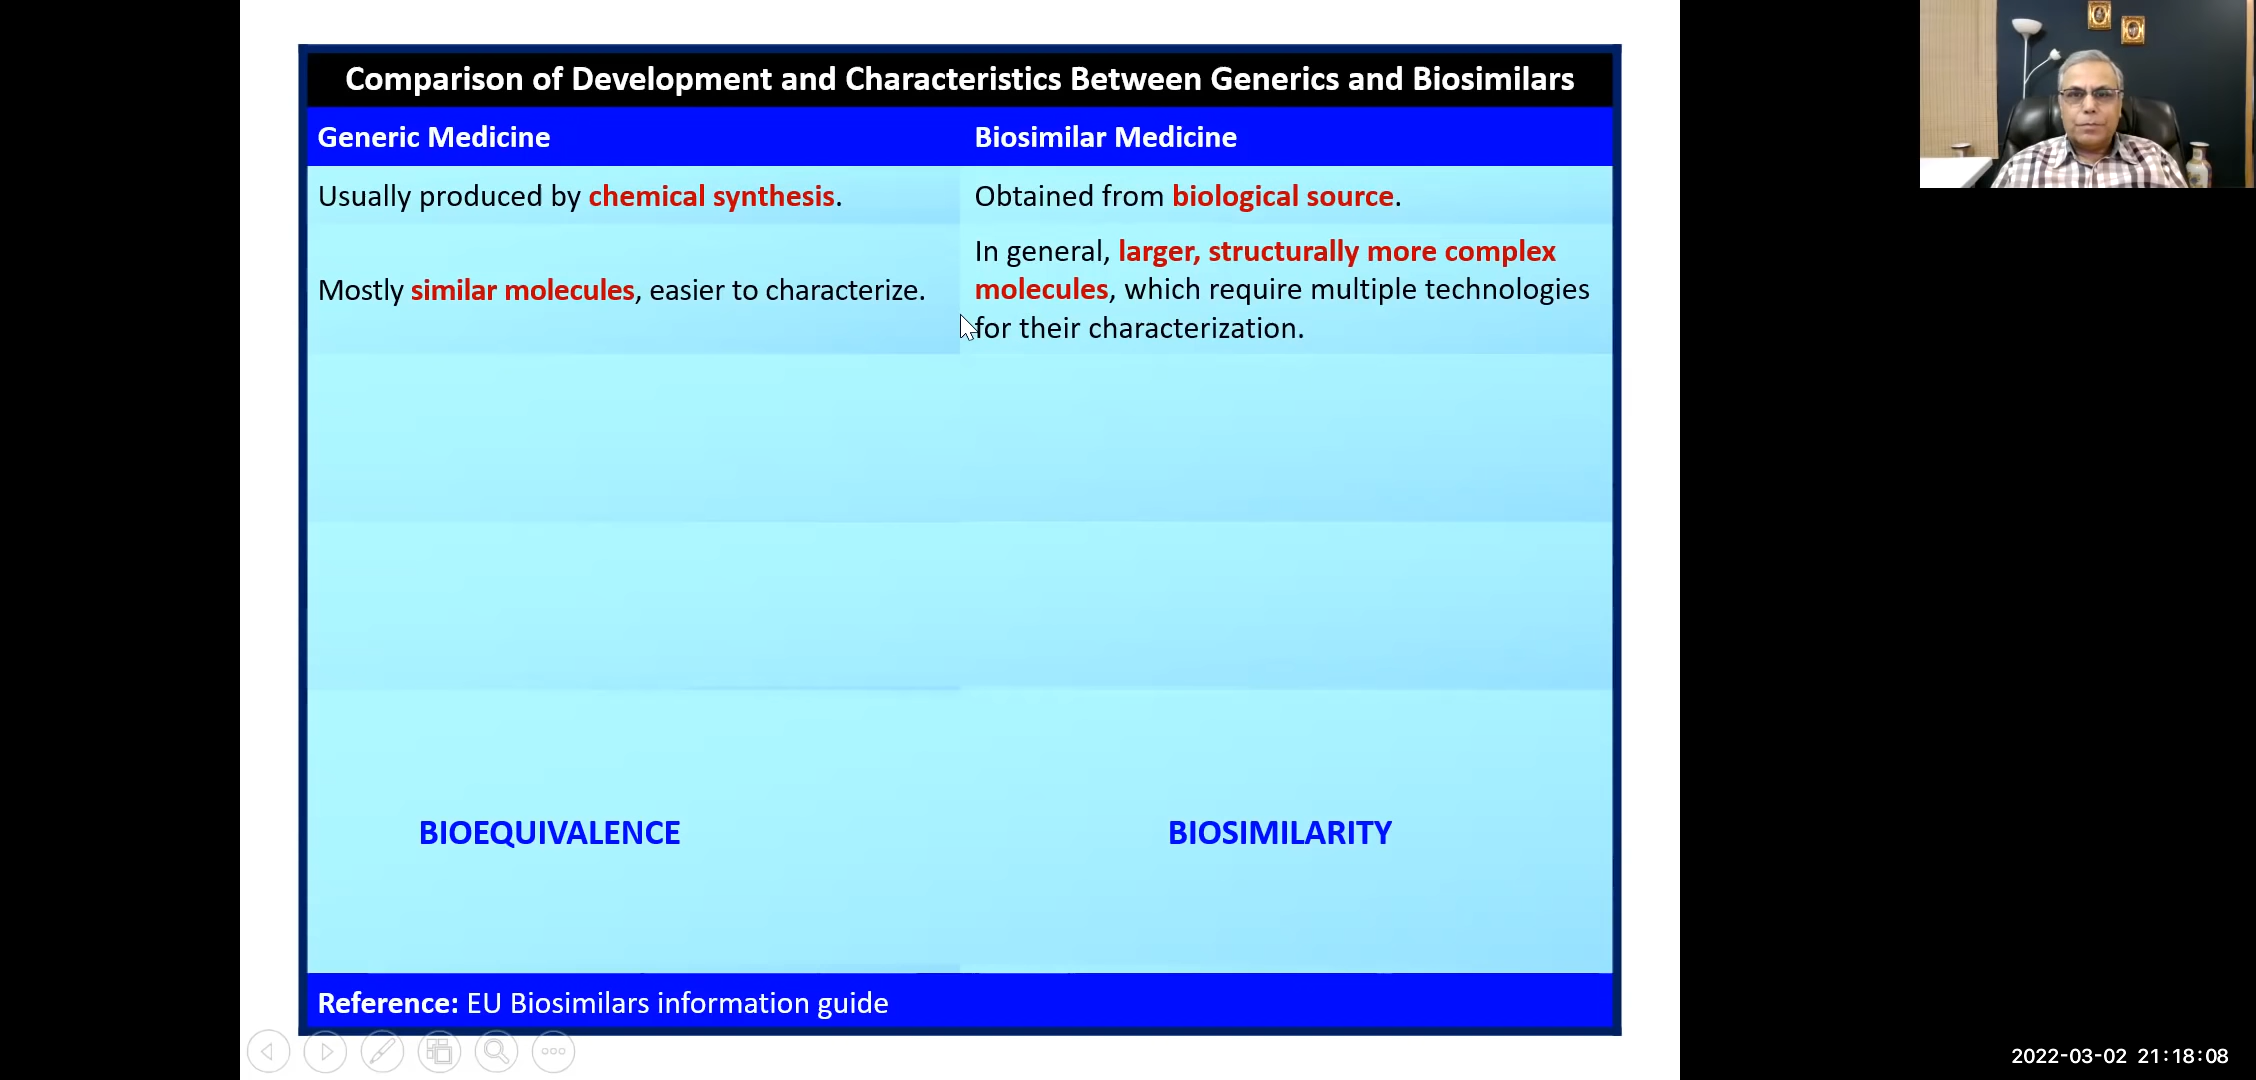 Comparison of Development and Characteristics Between Generics and Biosimilars
Generic Medicine
Biosimilar Medicine
Usually produced by chemical synthesis.
Obtained from biological source.
Mostly similar molecules, easier to characterize.
In general, larger, structurally more complex
molecules, which require multiple technologies
for their characterization.
BIOEQUIVALENCE
BIOSIMILARITY
Reference: EU Biosimilars information guide
2022-03-02 21:18:08